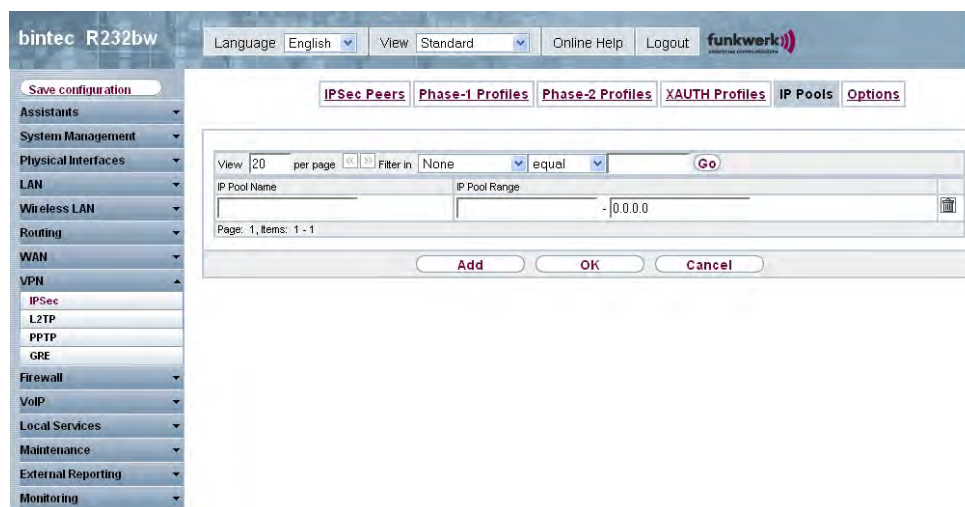 bintec R232bw
Language English View Standard Online Help Logout funkwerk
Save configuration
Assistants
System Management
Physical Interfaces
LAN
Wireless LAN
Routing
WAN
VPN
IPSec
L2TP
PPTP
GRE
Firewall
VoIP
Local Services
Maintenance
External Reporting
Monitoring
IPSec Peers Phase-1 Profiles Phase-2 Profiles XAUTH Profiles IP Pools Options
View 20 per page << >> Filter in None equal Go
IP Pool Name IP Pool Range
- 0.0.0.0
Page: 1, Items: 1 - 1
Add OK Cancel